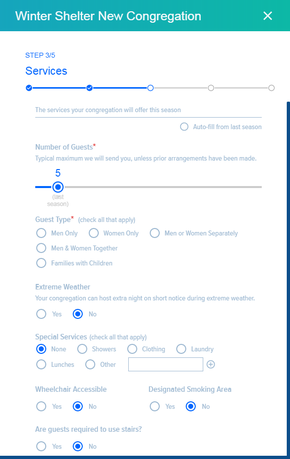 Winter Shelter New Congregation
STEP 3/5
Services
The services your congregation will offer this season
Auto-fill from last season
Number of Guests*
Typical maximum we will send you, unless prior arrangements have been made.
5
Guest Type* (check all that apply)
Men Only Women Only Men or Women Separately
Men & Women Together
Families with Children
Extreme Weather
Your congregation can host extra night on short notice during extreme weather.
Yes No
Special Services (check all that apply)
None Showers Clothing Laundry
Lunches Other
Wheelchair Accessible Designated Smoking Area
Yes No Yes No
Are guests required to use stairs?
Yes No